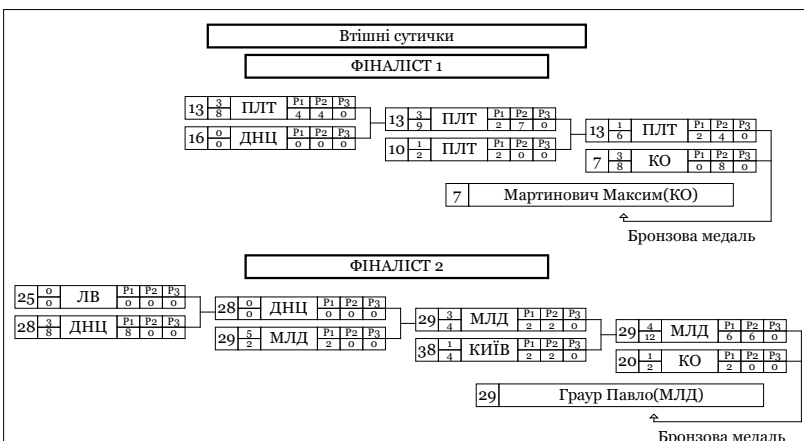 Втішні сутички
ФІНАЛІСТ 1
13 3 8 ПЛТ P1 P2 P3 4 4 0
16 0 0 ДНЦ P1 P2 P3 0 0 0
13 3 9 ПЛТ P1 P2 P3 2 7 0
10 1 2 ПЛТ P1 P2 P3 2 0 0
13 1 6 ПЛТ P1 P2 P3 2 4 0
7 3 8 КО P1 P2 P3 0 8 0
7 Мартинович Максим(КО)
Бронзова медаль
ФІНАЛІСТ 2
25 0 0 ЛВ P1 P2 P3 0 0 0
28 3 8 ДНЦ P1 P2 P3 8 0 0
28 0 0 ДНЦ P1 P2 P3 0 0 0
29 5 2 МЛД P1 P2 P3 2 0 0
29 3 4 МЛД P1 P2 P3 2 2 0
38 1 4 КИЇВ P1 P2 P3 2 2 0
29 4 12 МЛД P1 P2 P3 6 6 0
20 1 2 КО P1 P2 P3 2 0 0
29 Граур Павло(МЛД)
Бронзова медаль